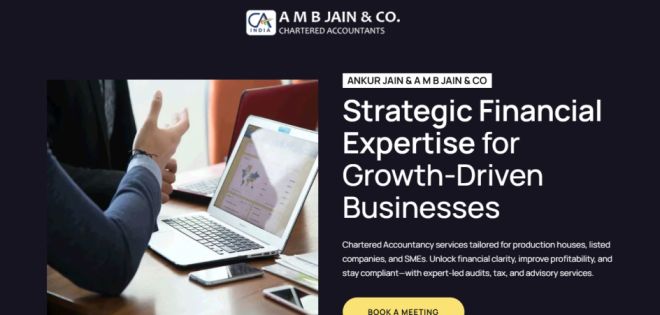 CA
INDIA
A M B JAIN & CO.
CHARTERED ACCOUNTANTS
ANKUR JAIN & A M B JAIN & CO
Strategic Financial
Expertise for
Growth-Driven
Businesses
Chartered Accountancy services tailored for production houses, listed
companies, and SMEs. Unlock financial clarity, improve profitability, and
stay compliant—with expert-led audits, tax, and advisory services.
BOOK A MEETING